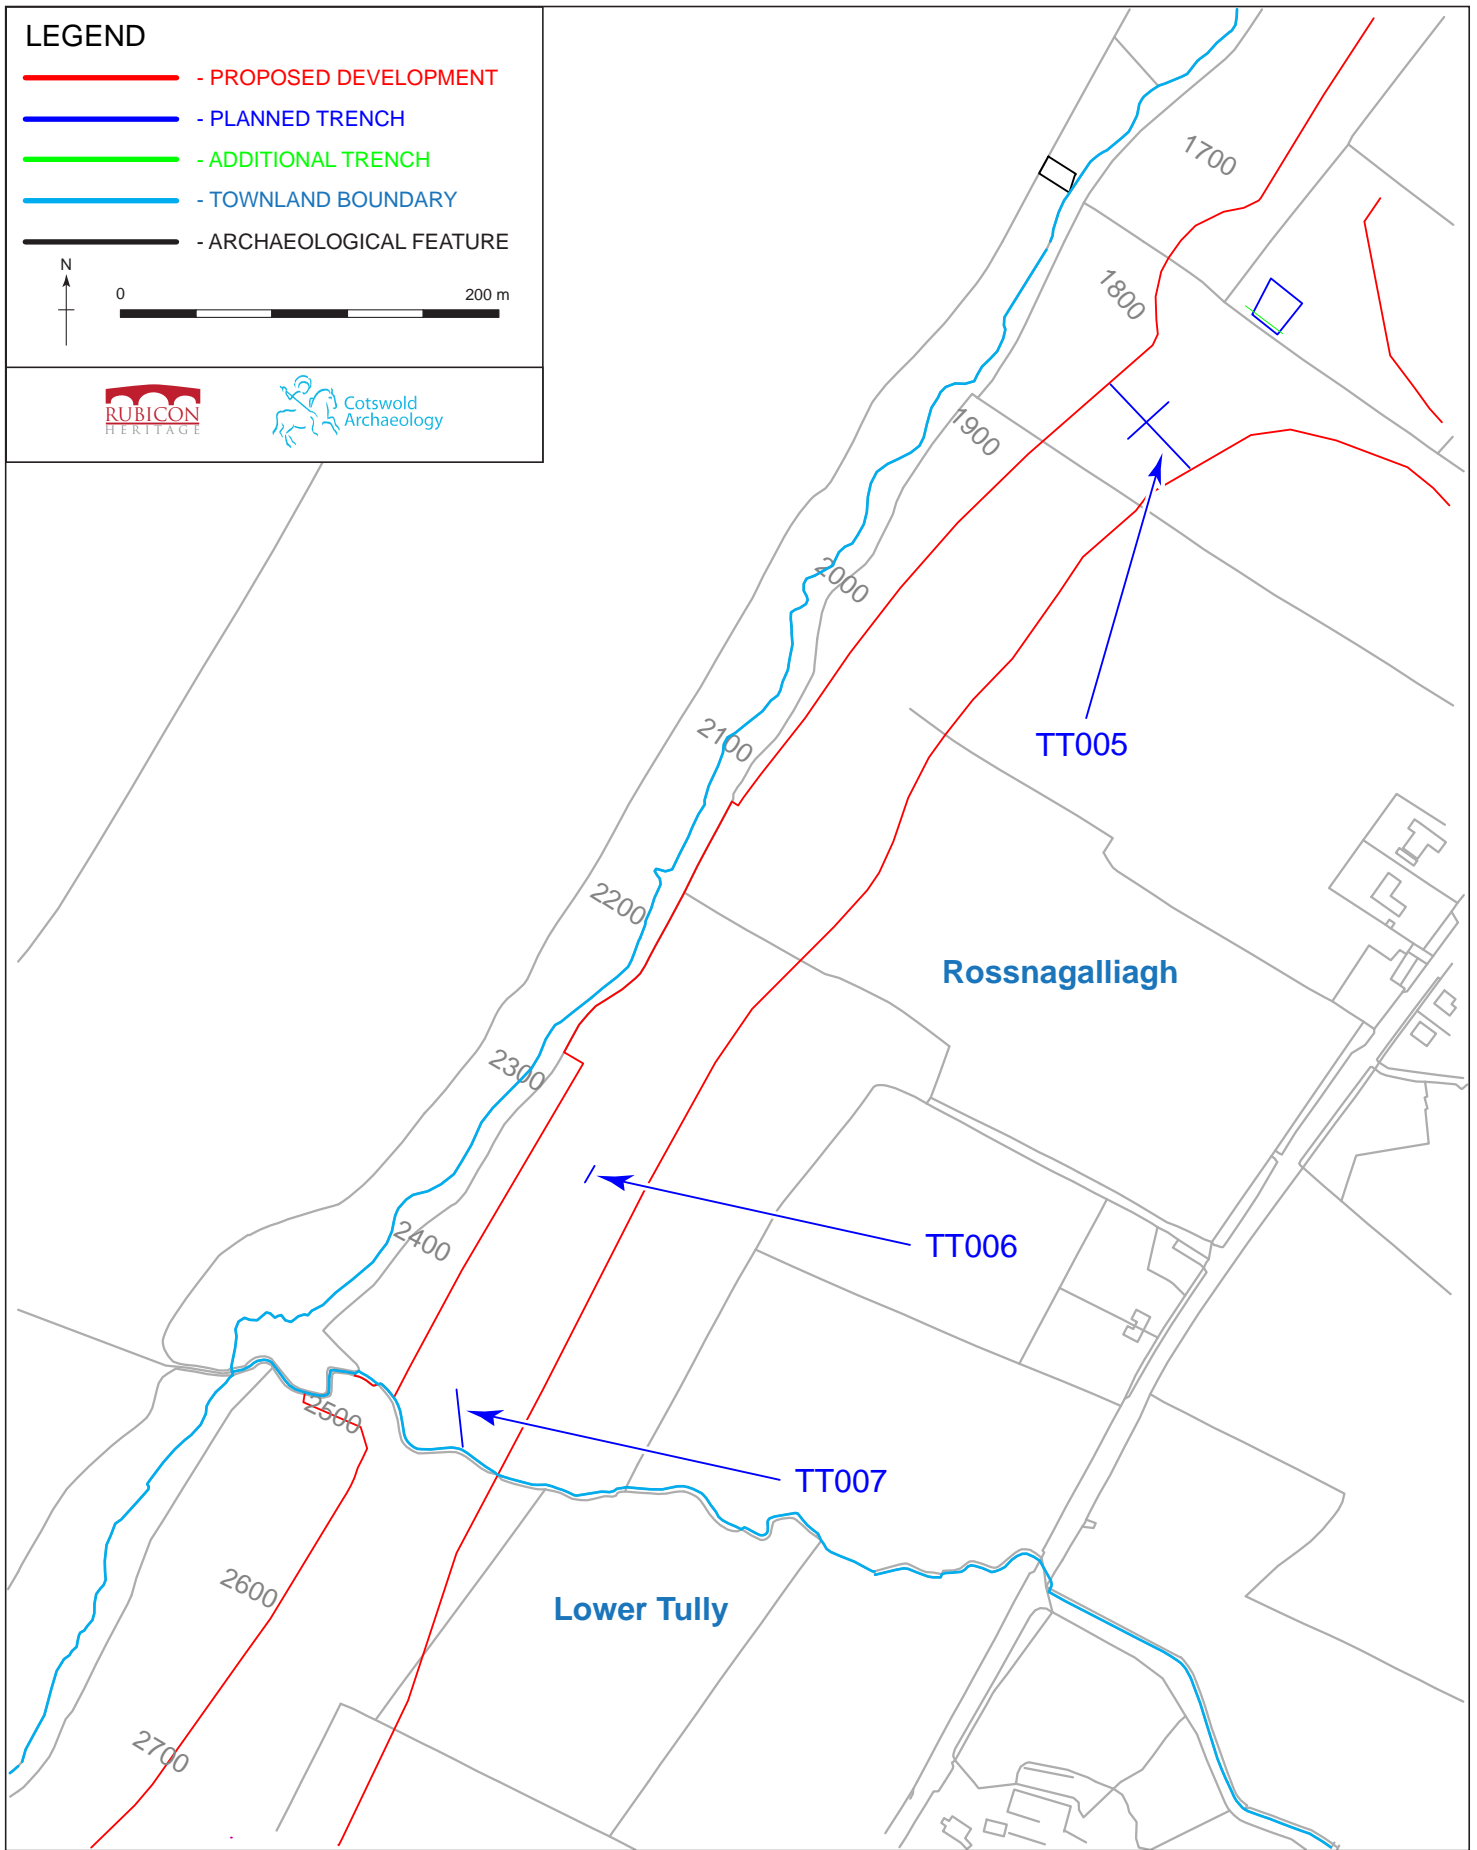 LEGEND
- PROPOSED DEVELOPMENT
- PLANNED TRENCH
- ADDITIONAL TRENCH
- TOWNLAND BOUNDARY
- ARCHAEOLOGICAL FEATURE
N
0 200 m
RUBICON
HERITAGE
Cotswold
Archaeology
1700
1800
1900
2000
2100
TT005
2200
Rossnagalliagh
2300
2400
TT006
2500
TT007
2600
Lower Tully
2700